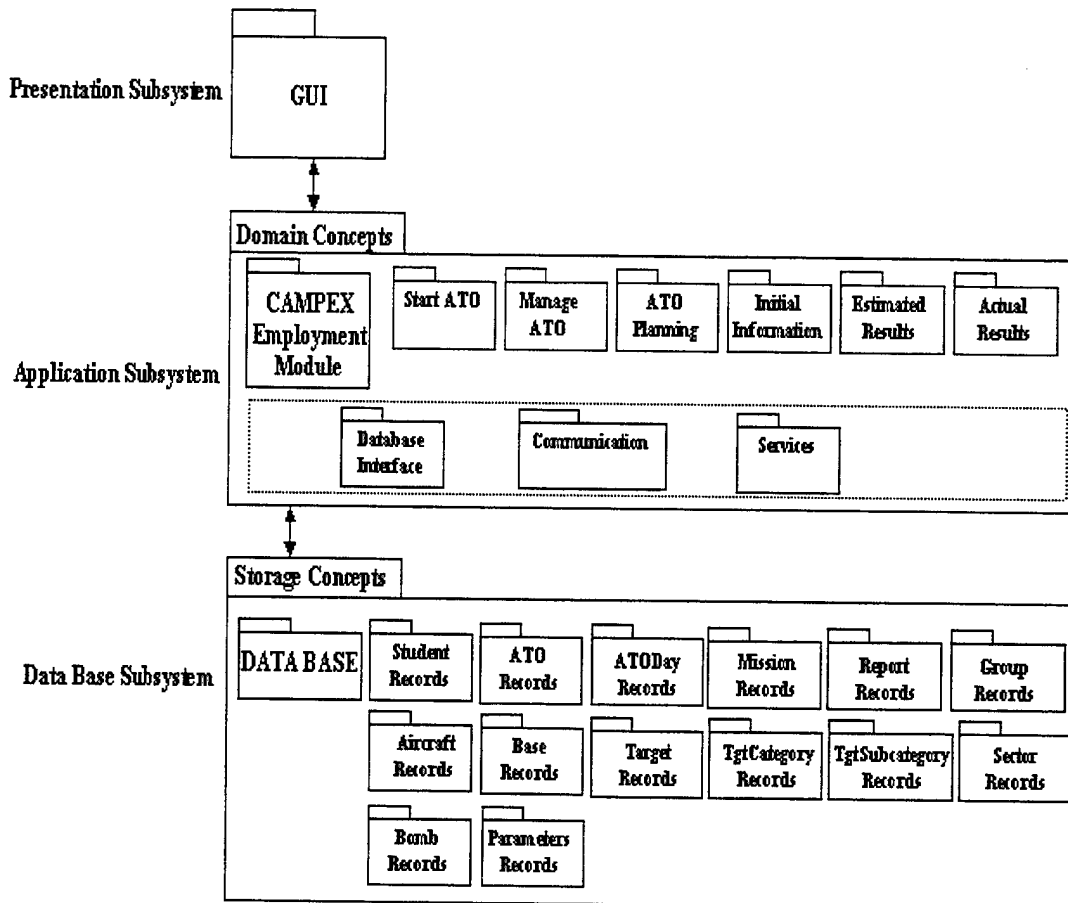 Presentation Subsystem
GUI
Domain Concepts
Application Subsystem
CAMPEX
Employment
Module
Start ATO
Manage
ATO
ATO
Planning
Initial
Information
Estimated
Results
Actual
Results
Database
Interface
Communication
Services
Storage Concepts
Data Base Subsystem
DATA BASE
Student
Records
ATO
Records
ATODay
Records
Mission
Records
Report
Records
Group
Records
Aircraft
Records
Base
Records
Target
Records
TgtCategory
Records
TgtSubcategory
Records
Sector
Records
Bomb
Records
Parameters
Records